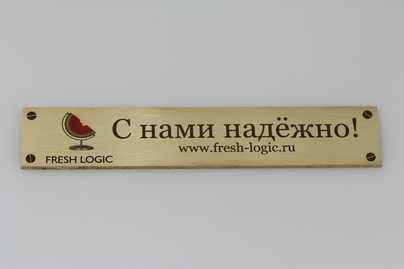 С нами надёжно!
www.fresh-logic.ru
FRESH LOGIC